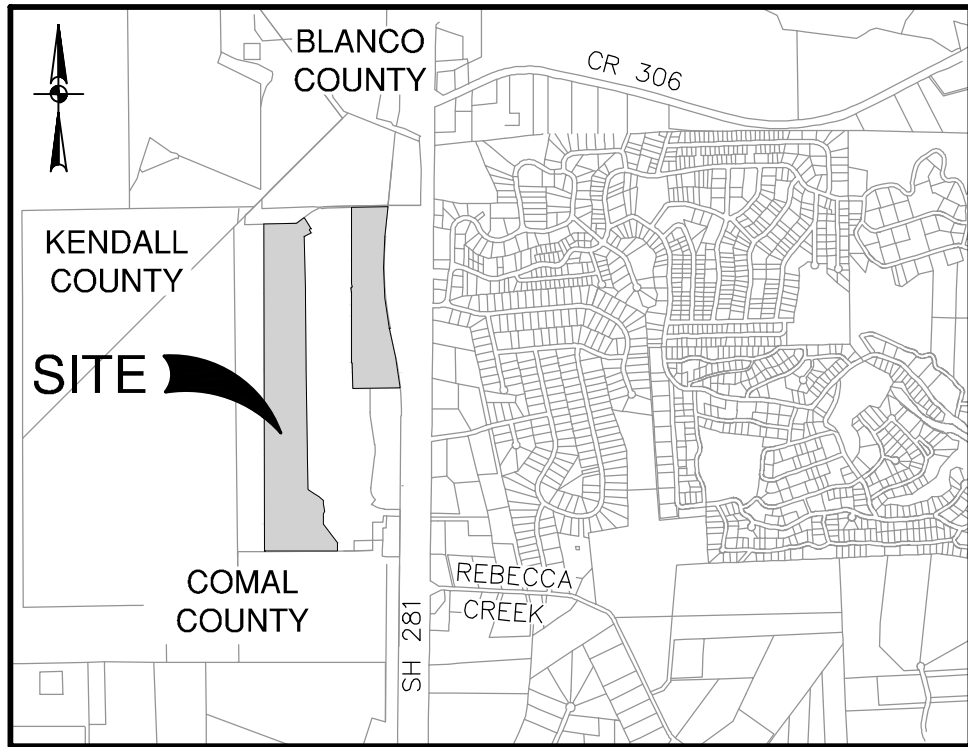 BLANCO
COUNTY
CR 306
KENDALL
COUNTY
SITE
COMAL
COUNTY
REBECCA
CREEK
SH 281